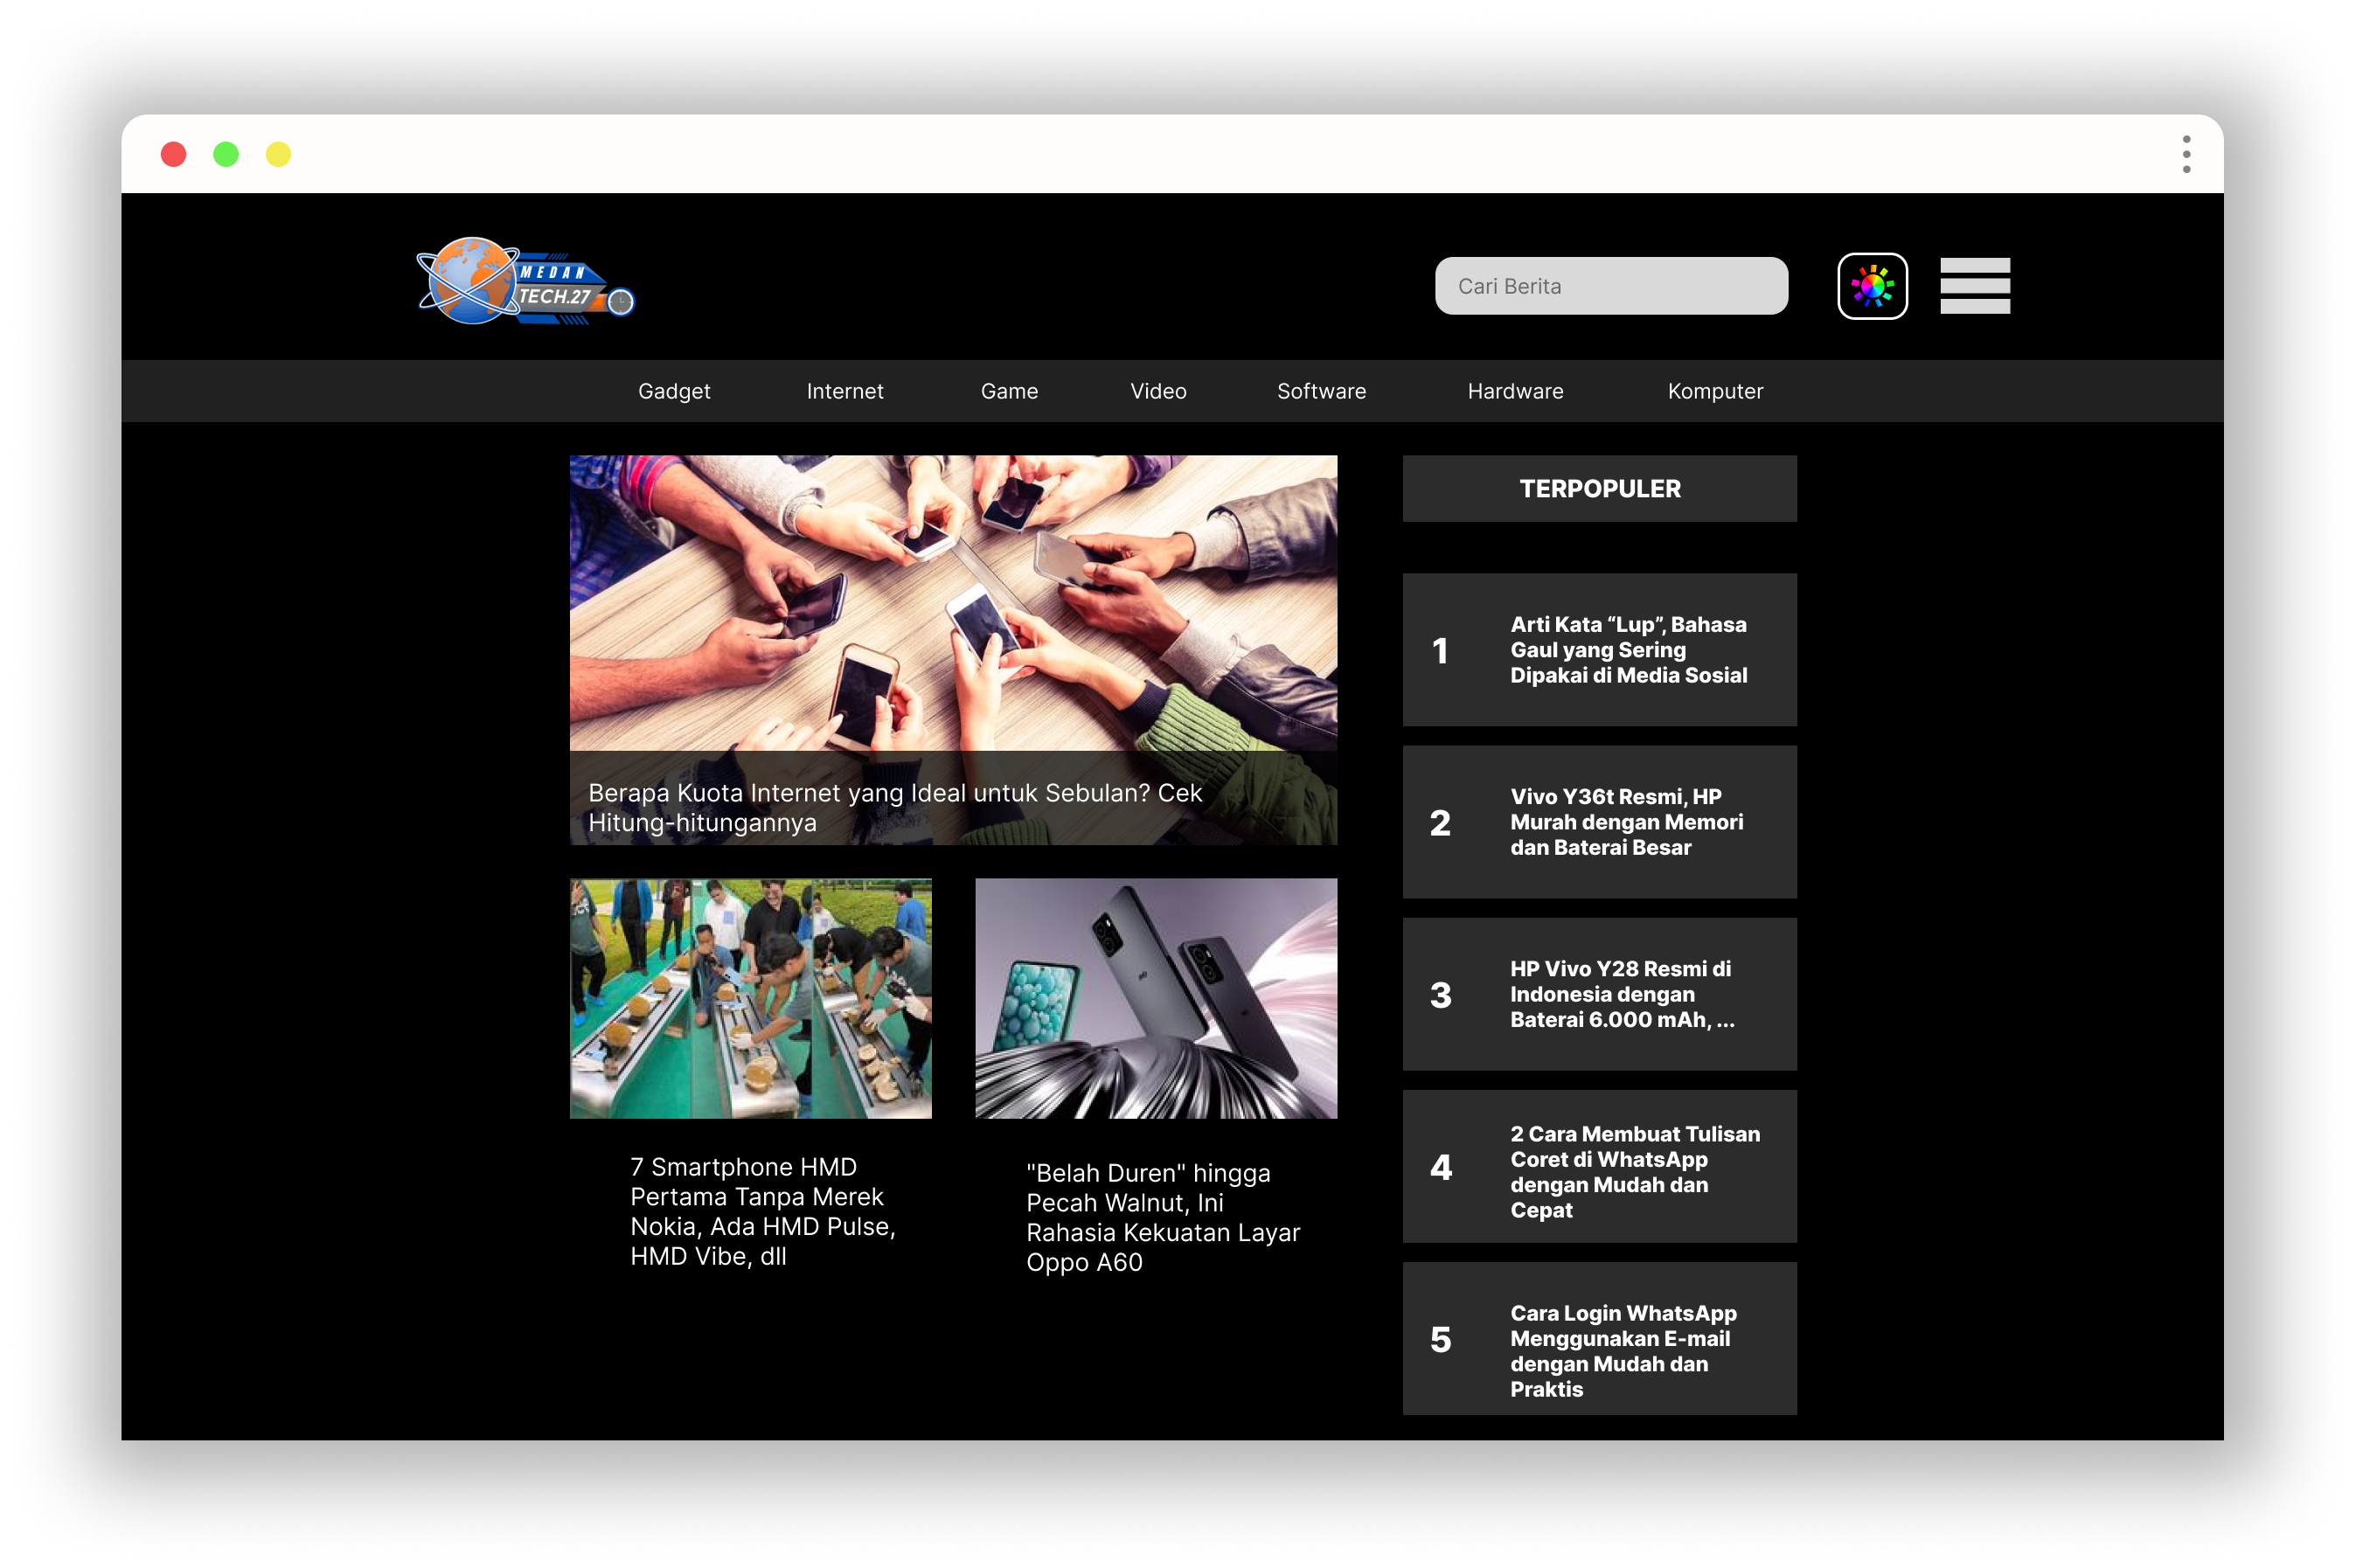 MEDAN
TECH.27
Cari Berita
Gadget Internet Game Video Software Hardware Komputer
Berapa Kuota Internet yang Ideal untuk Sebulan? Cek
Hitung-hitungannya
7 Smartphone HMD
Pertama Tanpa Merek
Nokia, Ada HMD Pulse,
HMD Vibe, dll
"Belah Duren" hingga
Pecah Walnut, Ini
Rahasia Kekuatan Layar
Oppo A60
TERPOPULER
1
Arti Kata “Lup”, Bahasa
Gaul yang Sering
Dipakai di Media Sosial
2
Vivo Y36t Resmi, HP
Murah dengan Memori
dan Baterai Besar
3
HP Vivo Y28 Resmi di
Indonesia dengan
Baterai 6.000 mAh, ...
4
2 Cara Membuat Tulisan
Coret di WhatsApp
dengan Mudah dan
Cepat
5
Cara Login WhatsApp
Menggunakan E-mail
dengan Mudah dan
Praktis